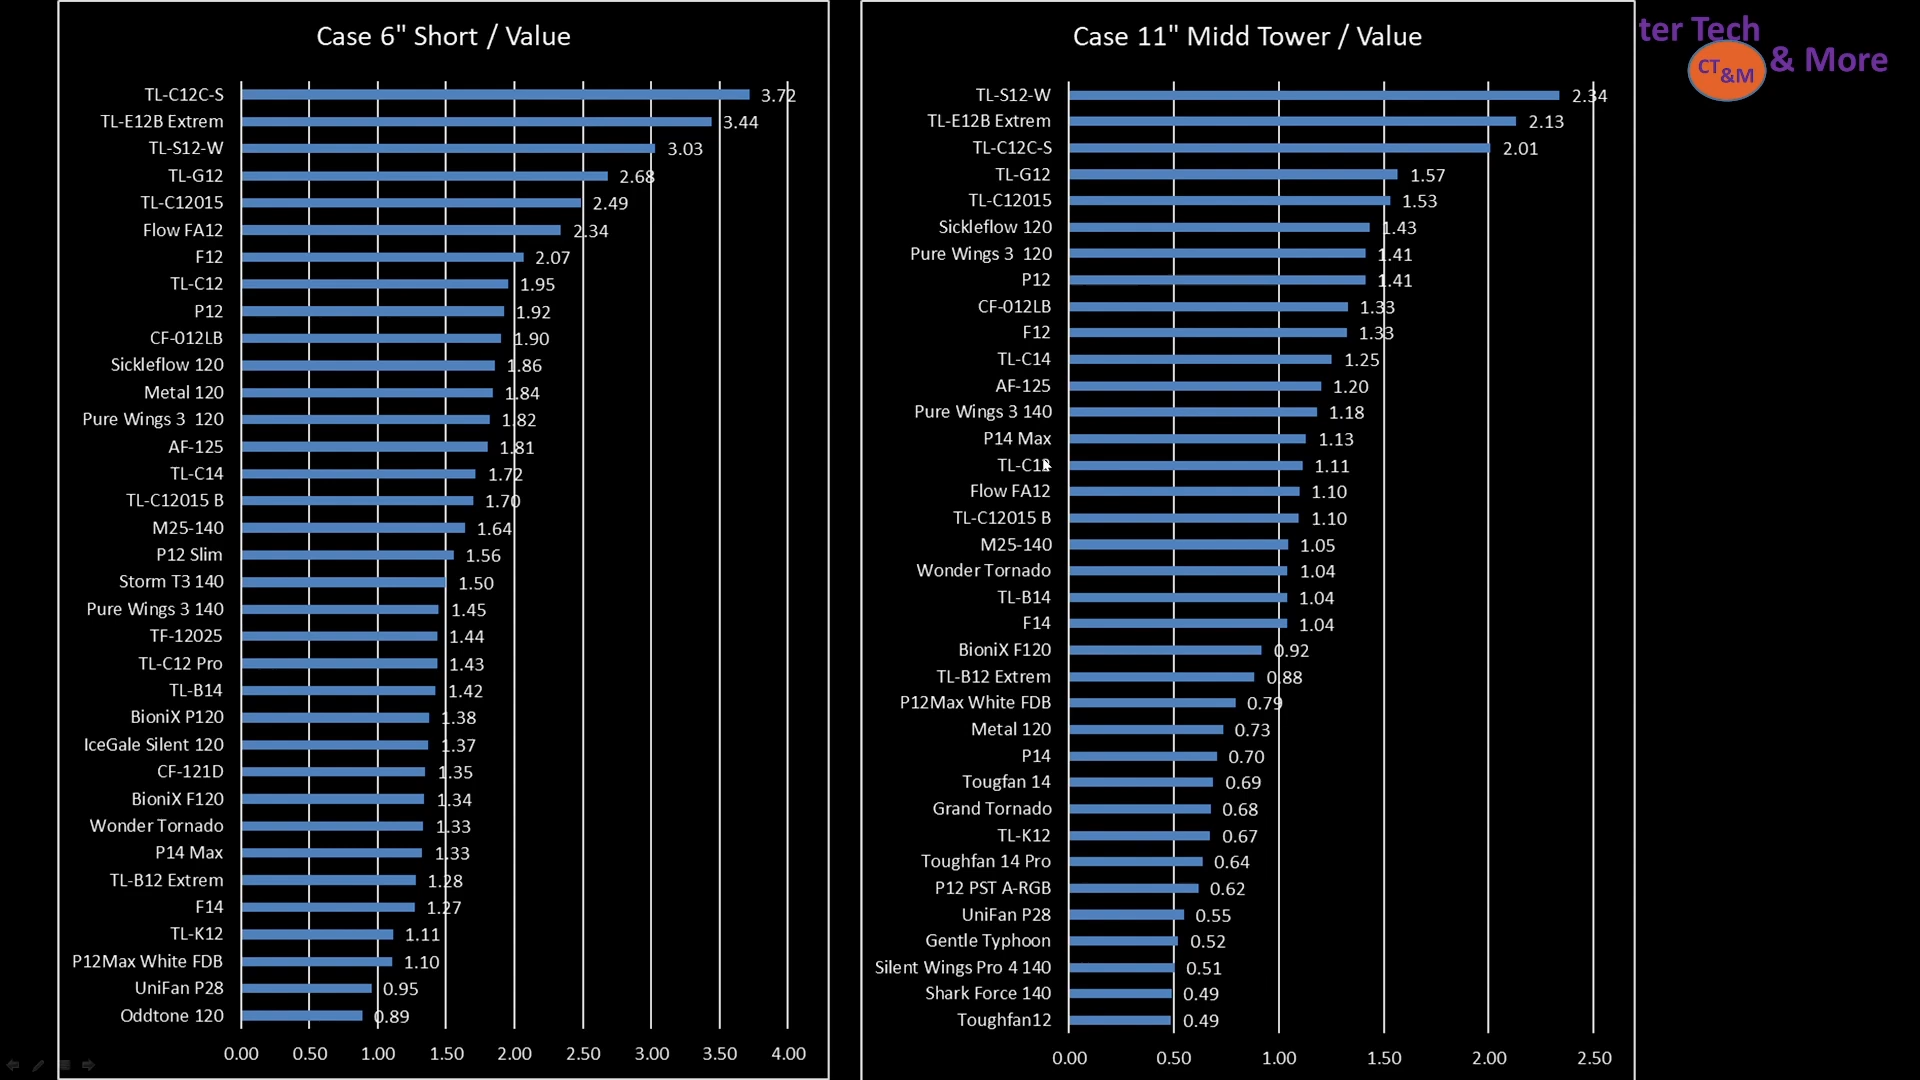 Case 6" Short / Value
TL-C12C-S 3.72
TL-E12B Extrem 3.44
TL-S12-W 3.03
TL-G12 2.68
TL-C12015 2.49
Flow FA12 2.34
F12 2.07
TL-C12 1.95
P12 1.92
CF-012LB 1.90
Sickleflow 120 1.86
Metal 120 1.84
Pure Wings 3 120 1.82
AF-125 1.81
TL-C14 1.72
TL-C12015 B 1.70
M25-140 1.64
P12 Slim 1.56
Storm T3 140 1.50
Pure Wings 3 140 1.45
TF-12025 1.44
TL-C12 Pro 1.43
TL-B14 1.42
BioniX P120 1.38
IceGale Silent 120 1.37
CF-121D 1.35
BioniX F120 1.34
Wonder Tornado 1.33
P14 Max 1.33
TL-B12 Extrem 1.28
F14 1.27
TL-K12 1.11
P12Max White FDB 1.10
UniFan P28 0.95
Oddtone 120 0.89
0.00 0.50 1.00 1.50 2.00 2.50 3.00 3.50 4.00
Case 11" Midd Tower / Value
TL-S12-W 2.34
TL-E12B Extrem 2.13
TL-C12C-S 2.01
TL-G12 1.57
TL-C12015 1.53
Sickleflow 120 1.43
Pure Wings 3 120 1.41
P12 1.41
CF-012LB 1.33
F12 1.33
TL-C14 1.25
AF-125 1.20
Pure Wings 3 140 1.18
P14 Max 1.13
TL-C12 1.11
Flow FA12 1.10
TL-C12015 B 1.10
M25-140 1.05
Wonder Tornado 1.04
TL-B14 1.04
F14 1.04
BioniX F120 0.92
TL-B12 Extrem 0.88
P12Max White FDB 0.79
Metal 120 0.73
P14 0.70
Tougfan 14 0.69
Grand Tornado 0.68
TL-K12 0.67
Toughfan 14 Pro 0.64
P12 PST A-RGB 0.62
UniFan P28 0.55
Gentle Typhoon 0.52
Silent Wings Pro 4 140 0.51
Shark Force 140 0.49
Toughfan12 0.49
0.00 0.50 1.00 1.50 2.00 2.50
ter Tech
& More
CT
&M